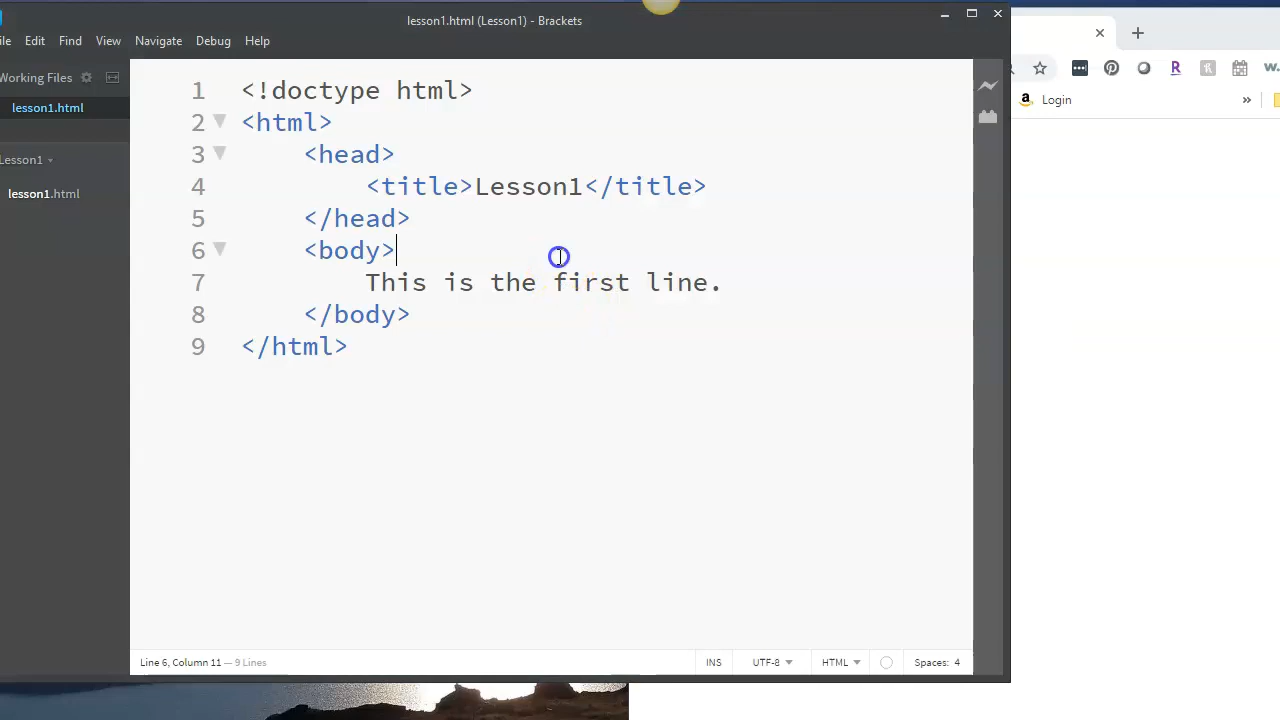 lesson1.html (Lesson1) - Brackets
Edit Find View Navigate Debug Help
Working Files
lesson1.html
Lesson1
lesson1.html
1 <!doctype html>
2 <html>
3 <head>
4 <title>Lesson1</title>
5 </head>
6 <body>
7 This is the first line.
8 </body>
9 </html>
Line 6, Column 11 — 9 Lines
INS UTF-8 HTML Spaces: 4
Login